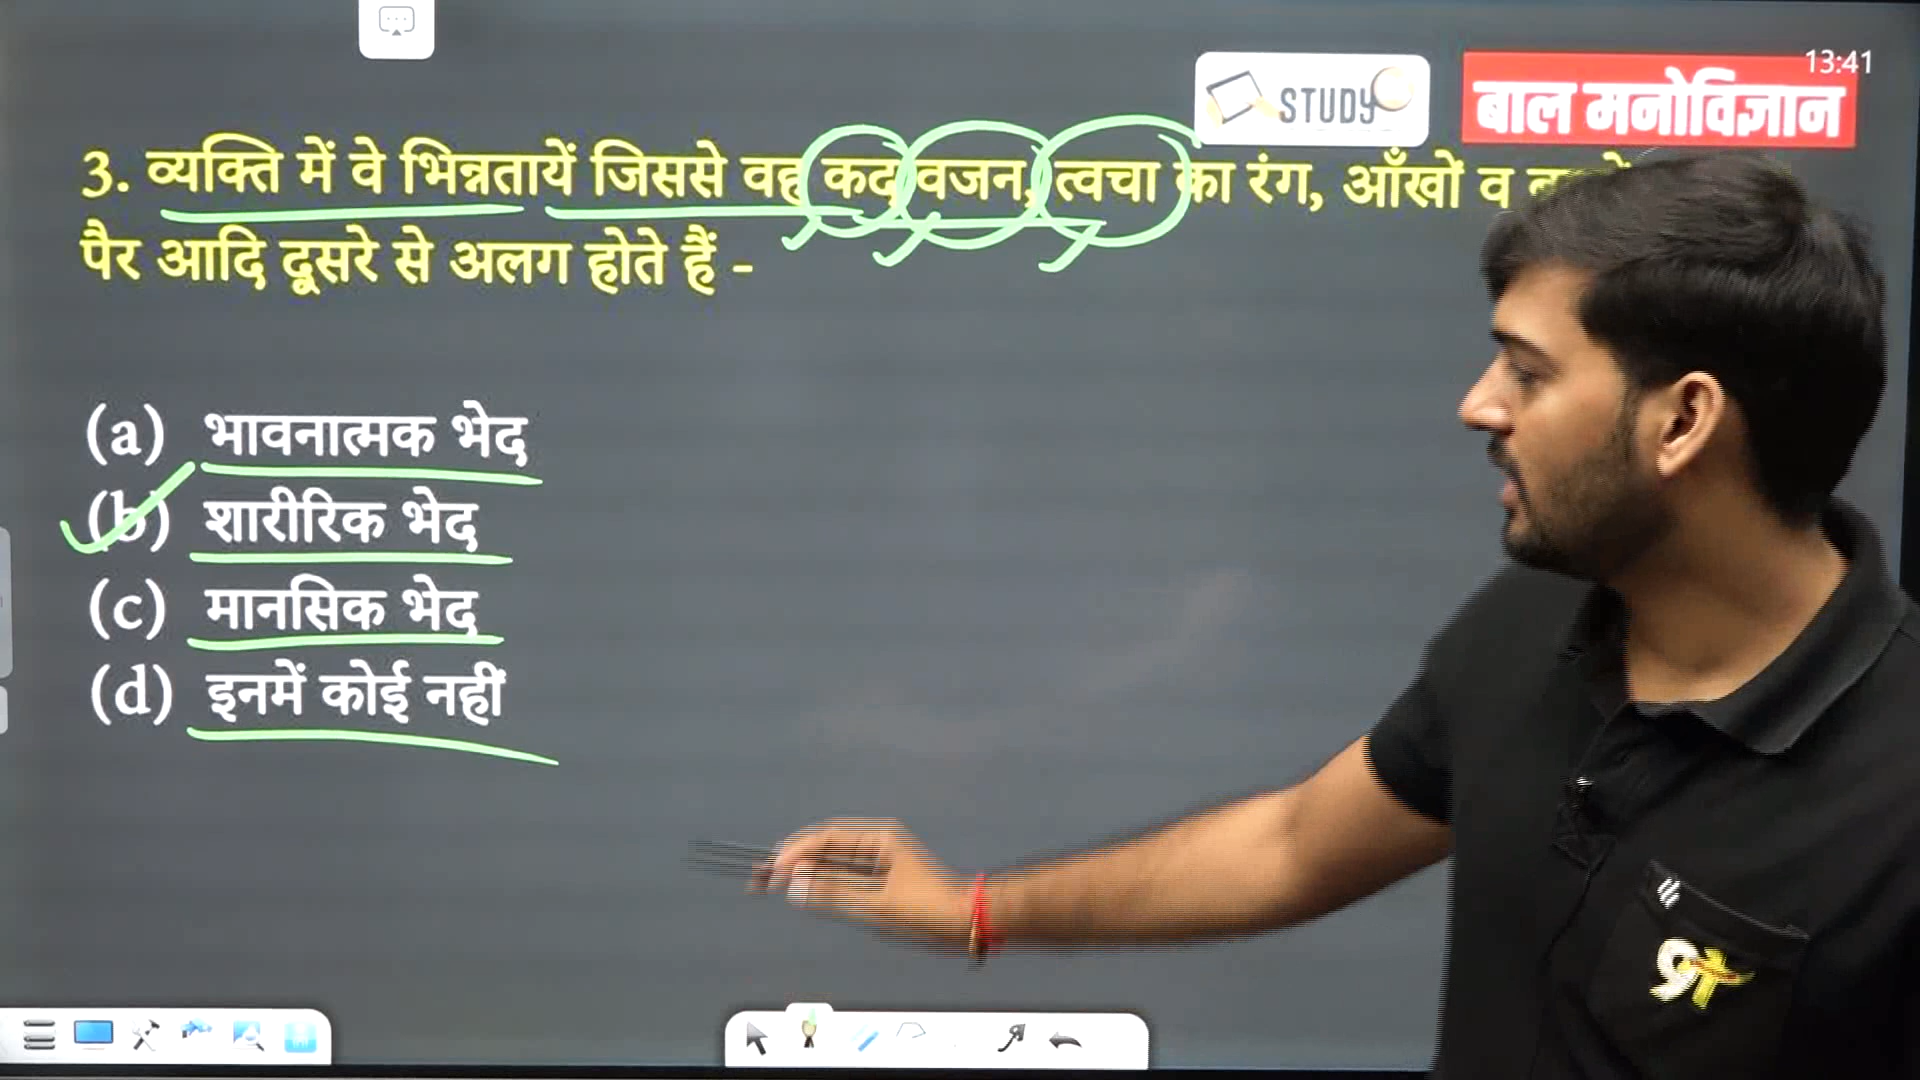 13:41
STUDY
बाल मनोविज्ञान
3. व्यक्ति में वे भिन्नतायें जिससे वह कद वजन, त्वचा का रंग, आँखों व
पैर आदि दूसरे से अलग होते हैं -
(a) भावनात्मक भेद
(b) शारीरिक भेद
(c) मानसिक भेद
(d) इनमें कोई नहीं